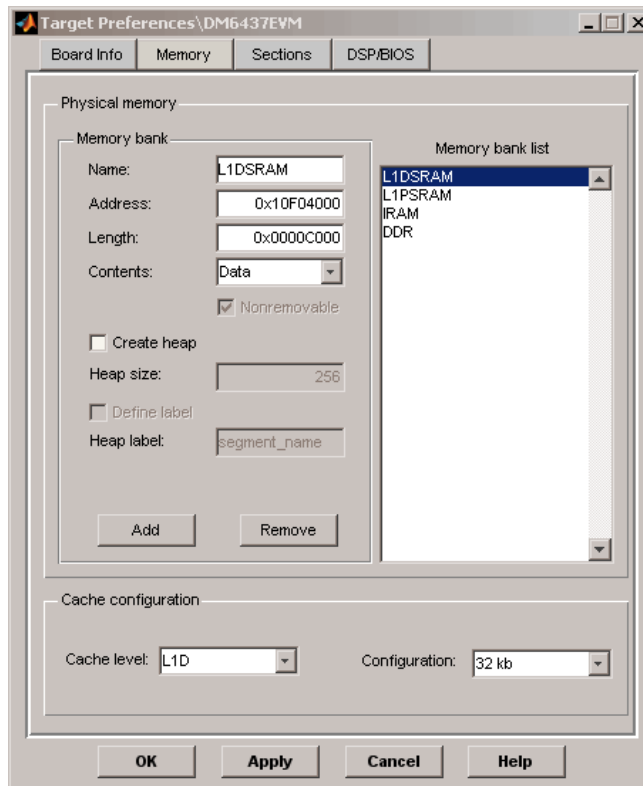 Target Preferences\DM6437EVM
Board Info Memory Sections DSP/BIOS
Physical memory
Memory bank
Name: L1DSRAM
Address: 0x10F04000
Length: 0x0000C000
Contents: Data
Nonremovable
Create heap
Heap size: 256
Define label
Heap label: segment_name
Add Remove
Memory bank list
L1DSRAM
L1PSRAM
IRAM
DDR
Cache configuration
Cache level: L1D Configuration: 32 kb
OK Apply Cancel Help